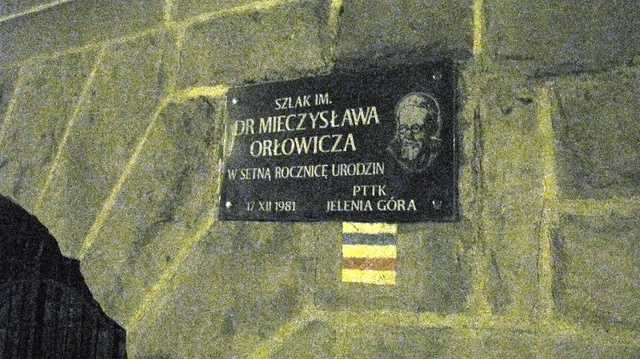 SZLAK IM.
DR MIECZYSŁAWA
ORŁOWICZA
W SETNĄ ROCZNICĘ URODZIN
PTTK
17 XII 1981 JELENIA GÓRA